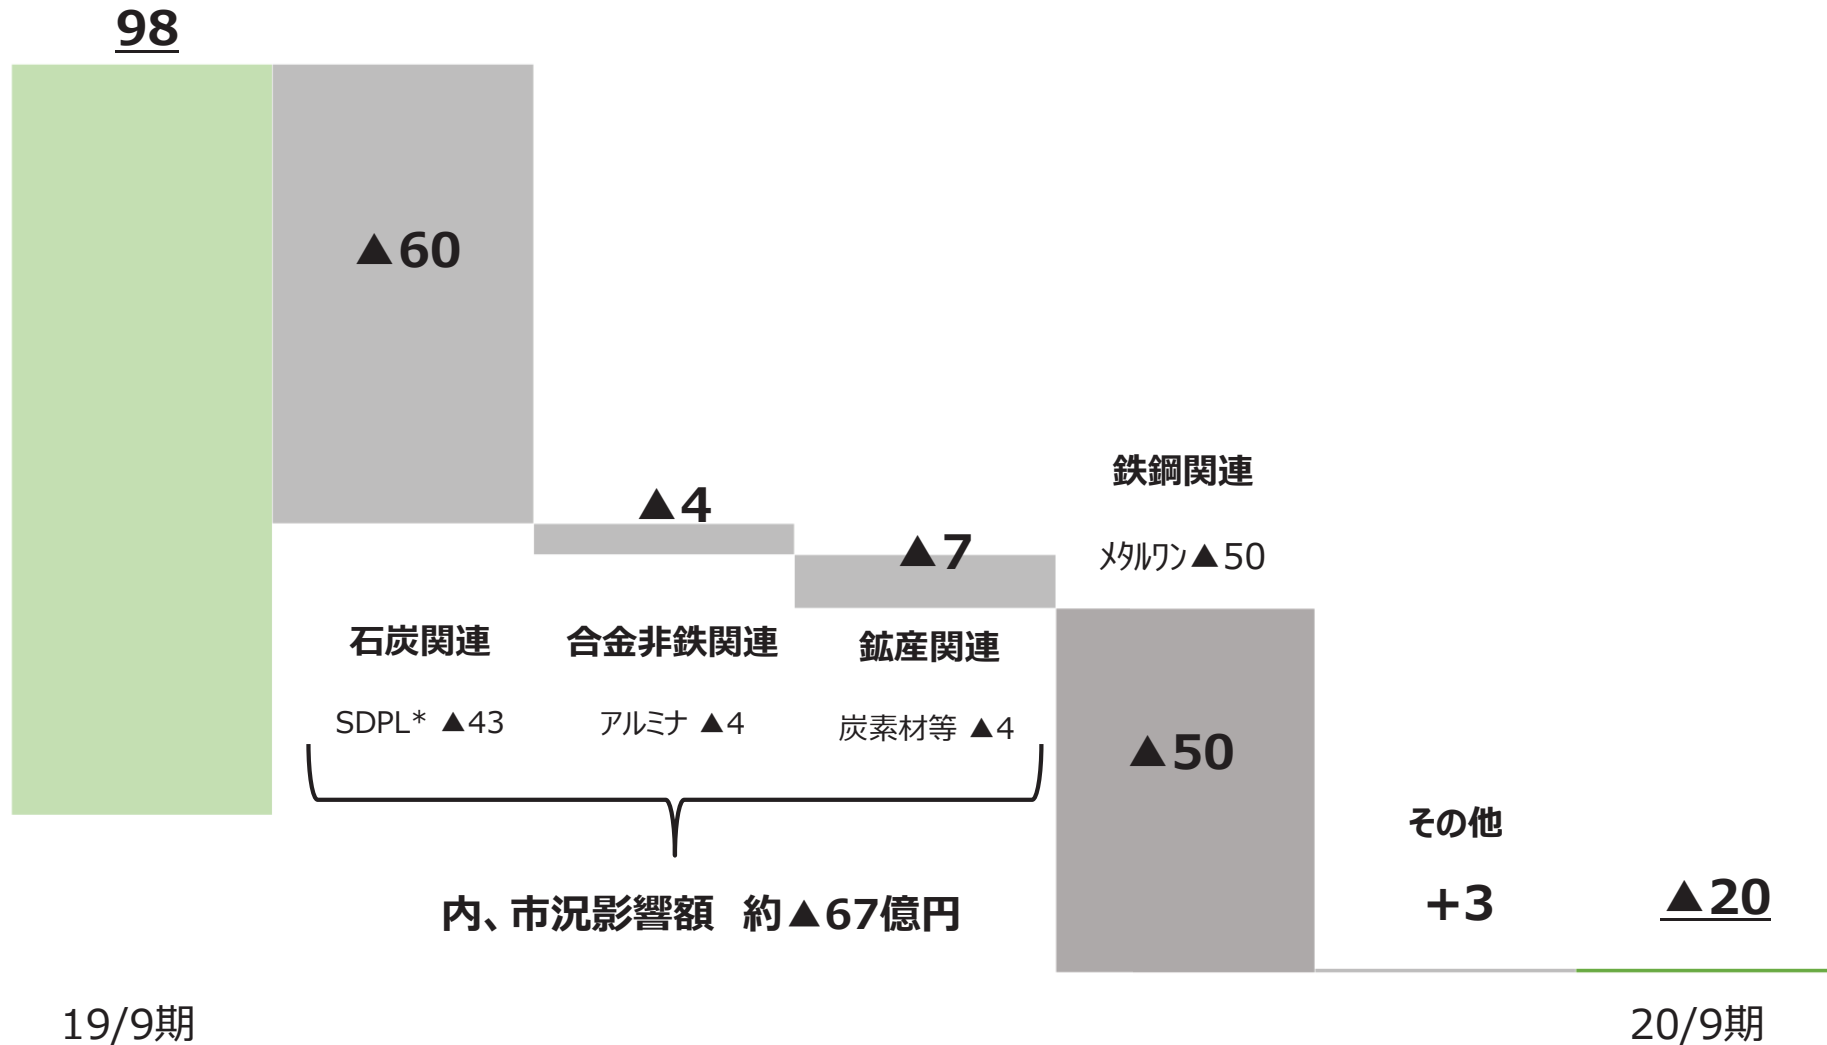 98
▲60
▲4
▲7
鉄鋼関連
メタルワン▲50
石炭関連
合金非鉄関連
鉱産関連
SDPL* ▲43
アルミナ ▲4
炭素材等 ▲4
▲50
その他
+3
▲20
内、市況影響額 約▲67億円
19/9期
20/9期